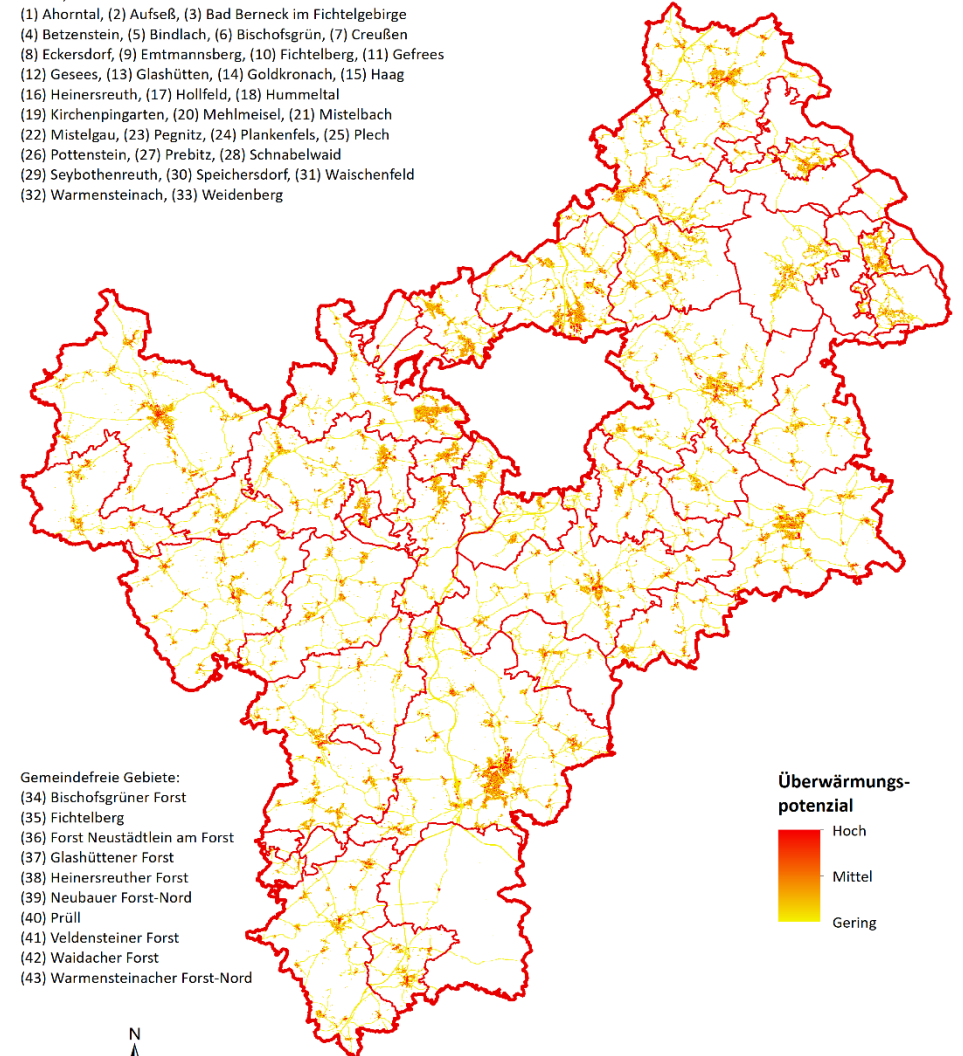 (1) Ahorntal, (2) Aufseß, (3) Bad Berneck im Fichtelgebirge
(4) Betzenstein, (5) Bindlach, (6) Bischofsgrün, (7) Creußen
(8) Eckersdorf, (9) Emtmannsberg, (10) Fichtelberg, (11) Gefrees
(12) Gesees, (13) Glashütten, (14) Goldkronach, (15) Haag
(16) Heinersreuth, (17) Hollfeld, (18) Hummeltal
(19) Kirchenpingarten, (20) Mehlmeisel, (21) Mistelbach
(22) Mistelgau, (23) Pegnitz, (24) Plankenfels, (25) Plech
(26) Pottenstein, (27) Prebitz, (28) Schnabelwaid
(29) Seybothenreuth, (30) Speichersdorf, (31) Waischenfeld
(32) Warmensteinach, (33) Weidenberg
Gemeindefreie Gebiete:
(34) Bischofsgrüner Forst
(35) Fichtelberg
(36) Forst Neustädtlein am Forst
(37) Glashüttener Forst
(38) Heinersreuther Forst
(39) Neubauer Forst-Nord
(40) Prüll
(41) Veldensteiner Forst
(42) Waidacher Forst
(43) Warmensteinacher Forst-Nord
Überwärmungs-
potenzial
Hoch
Mittel
Gering
N